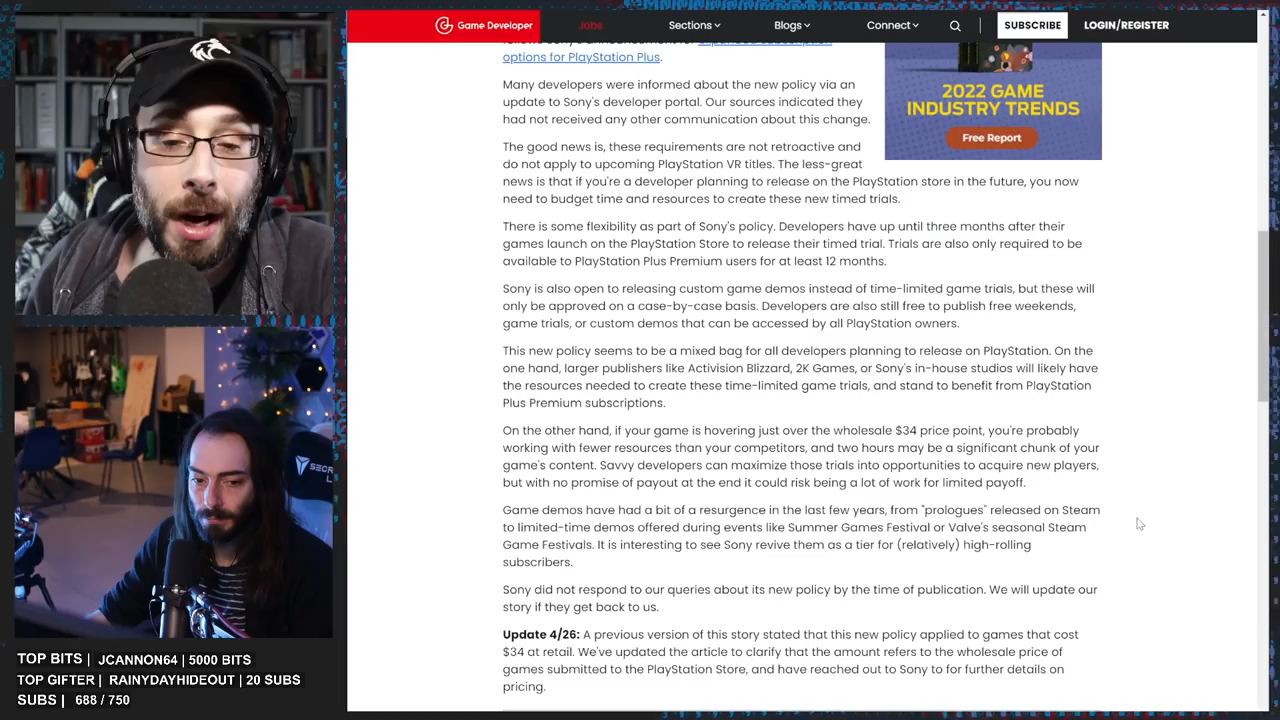 Game Developer
Jobs
Sections
Blogs
Connect
SUBSCRIBE
LOGIN/REGISTER
options for PlayStation Plus.
Many developers were informed about the new policy via an
update to Sony's developer portal. Our sources indicated they
had not received any other communication about this change.
The good news is, these requirements are not retroactive and
do not apply to upcoming PlayStation VR titles. The less-great
news is that if you're a developer planning to release on the PlayStation store in the future, you now
need to budget time and resources to create these new timed trials.
2022 GAME
INDUSTRY TRENDS
Free Report
There is some flexibility as part of Sony's policy. Developers have up until three months after their
games launch on the PlayStation Store to release their timed trial. Trials are also only required to be
available to PlayStation Plus Premium users for at least 12 months.
Sony is also open to releasing custom game demos instead of time-limited game trials, but these will
only be approved on a case-by-case basis. Developers are also still free to publish free weekends,
game trials, or custom demos that can be accessed by all PlayStation owners.
This new policy seems to be a mixed bag for all developers planning to release on PlayStation. On the
one hand, larger publishers like Activision Blizzard, 2K Games, or Sony's in-house studios will likely have
the resources needed to create these time-limited game trials, and stand to benefit from PlayStation
Plus Premium subscriptions.
On the other hand, if your game is hovering just over the wholesale $34 price point, you're probably
working with fewer resources than your competitors, and two hours may be a significant chunk of your
game's content. Savvy developers can maximize those trials into opportunities to acquire new players,
but with no promise of payout at the end it could risk being a lot of work for limited payoff.
Game demos have had a bit of a resurgence in the last few years, from "prologues" released on Steam
to limited-time demos offered during events like Summer Games Festival or Valve's seasonal Steam
Game Festivals. It is interesting to see Sony revive them as a tier for (relatively) high-rolling
subscribers.
Sony did not respond to our queries about its new policy by the time of publication. We will update our
story if they get back to us.
Update 4/26: A previous version of this story stated that this new policy applied to games that cost
$34 at retail. We've updated the article to clarify that the amount refers to the wholesale price of
games submitted to the PlayStation Store, and have reached out to Sony to for further details on
pricing.
TOP BITS | JCANNON64 | 5000 BITS
TOP GIFTER | RAINYDAYHIDEOUT | 20 SUBS
SUBS | 688 / 750